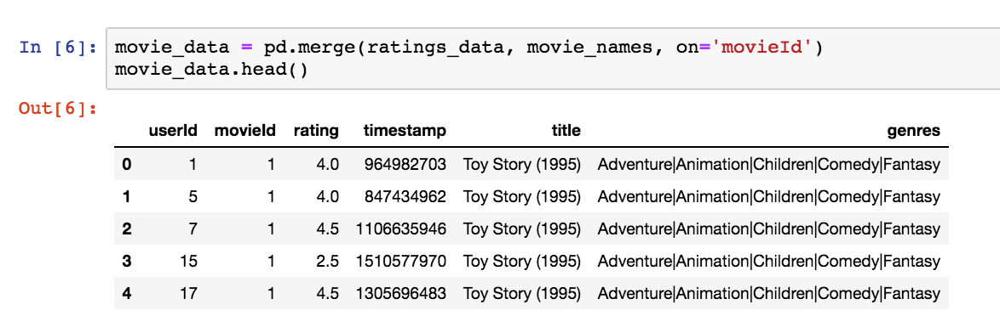 In [6]: movie_data = pd.merge(ratings_data, movie_names, on='movieId')
movie_data.head()
Out[6]:
userId movieId rating timestamp title genres
0 1 1 4.0 964982703 Toy Story (1995) Adventure|Animation|Children|Comedy|Fantasy
1 5 1 4.0 847434962 Toy Story (1995) Adventure|Animation|Children|Comedy|Fantasy
2 7 1 4.5 1106635946 Toy Story (1995) Adventure|Animation|Children|Comedy|Fantasy
3 15 1 2.5 1510577970 Toy Story (1995) Adventure|Animation|Children|Comedy|Fantasy
4 17 1 4.5 1305696483 Toy Story (1995) Adventure|Animation|Children|Comedy|Fantasy